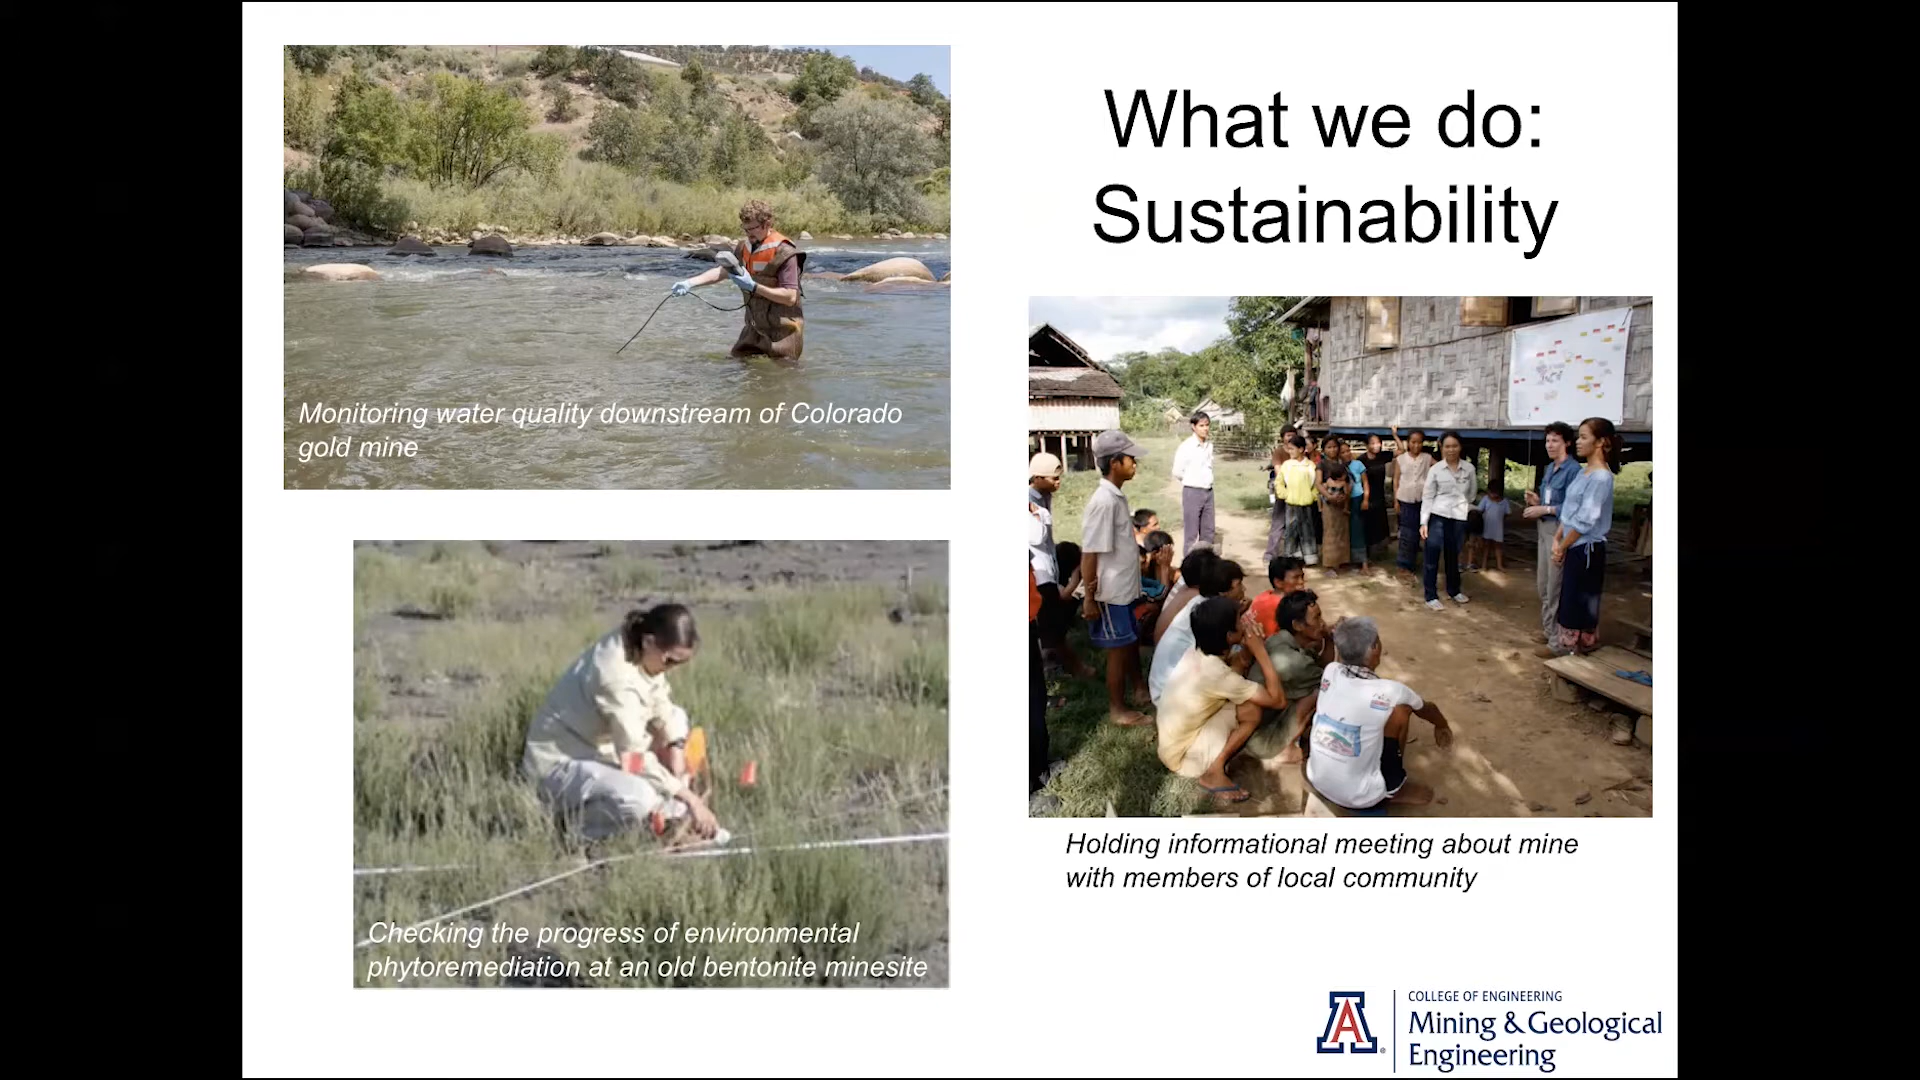 What we do:
Sustainability
Monitoring water quality downstream of Colorado
gold mine
Checking the progress of environmental
phytoremediation at an old bentonite minesite
Holding informational meeting about mine
with members of local community
A
COLLEGE OF ENGINEERING
Mining & Geological
Engineering